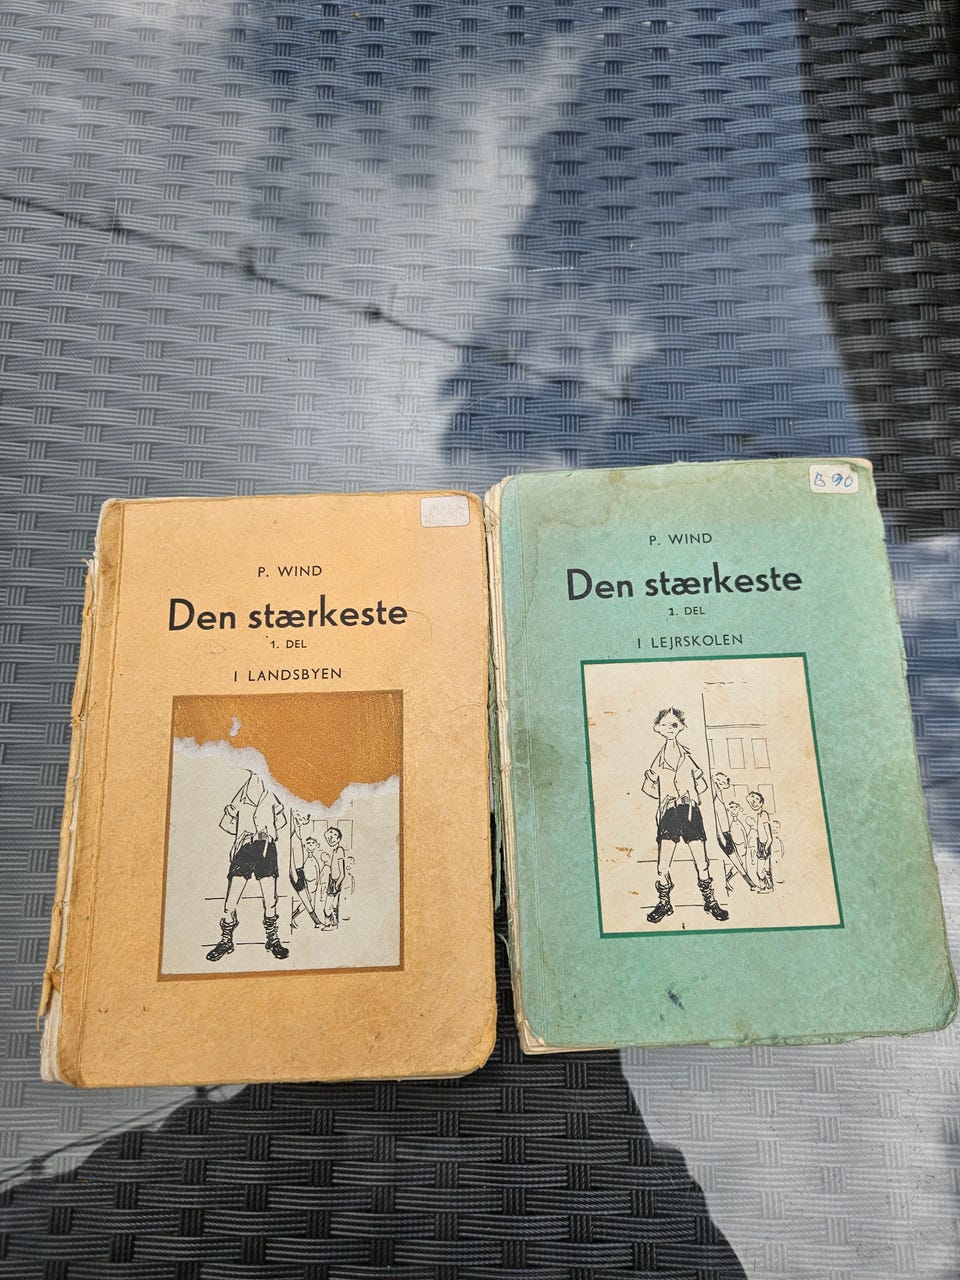 P. WIND
Den stærkeste
1. DEL
I LANDSBYEN
B 90
P. WIND
Den stærkeste
2. DEL
I LEJRSKOLEN